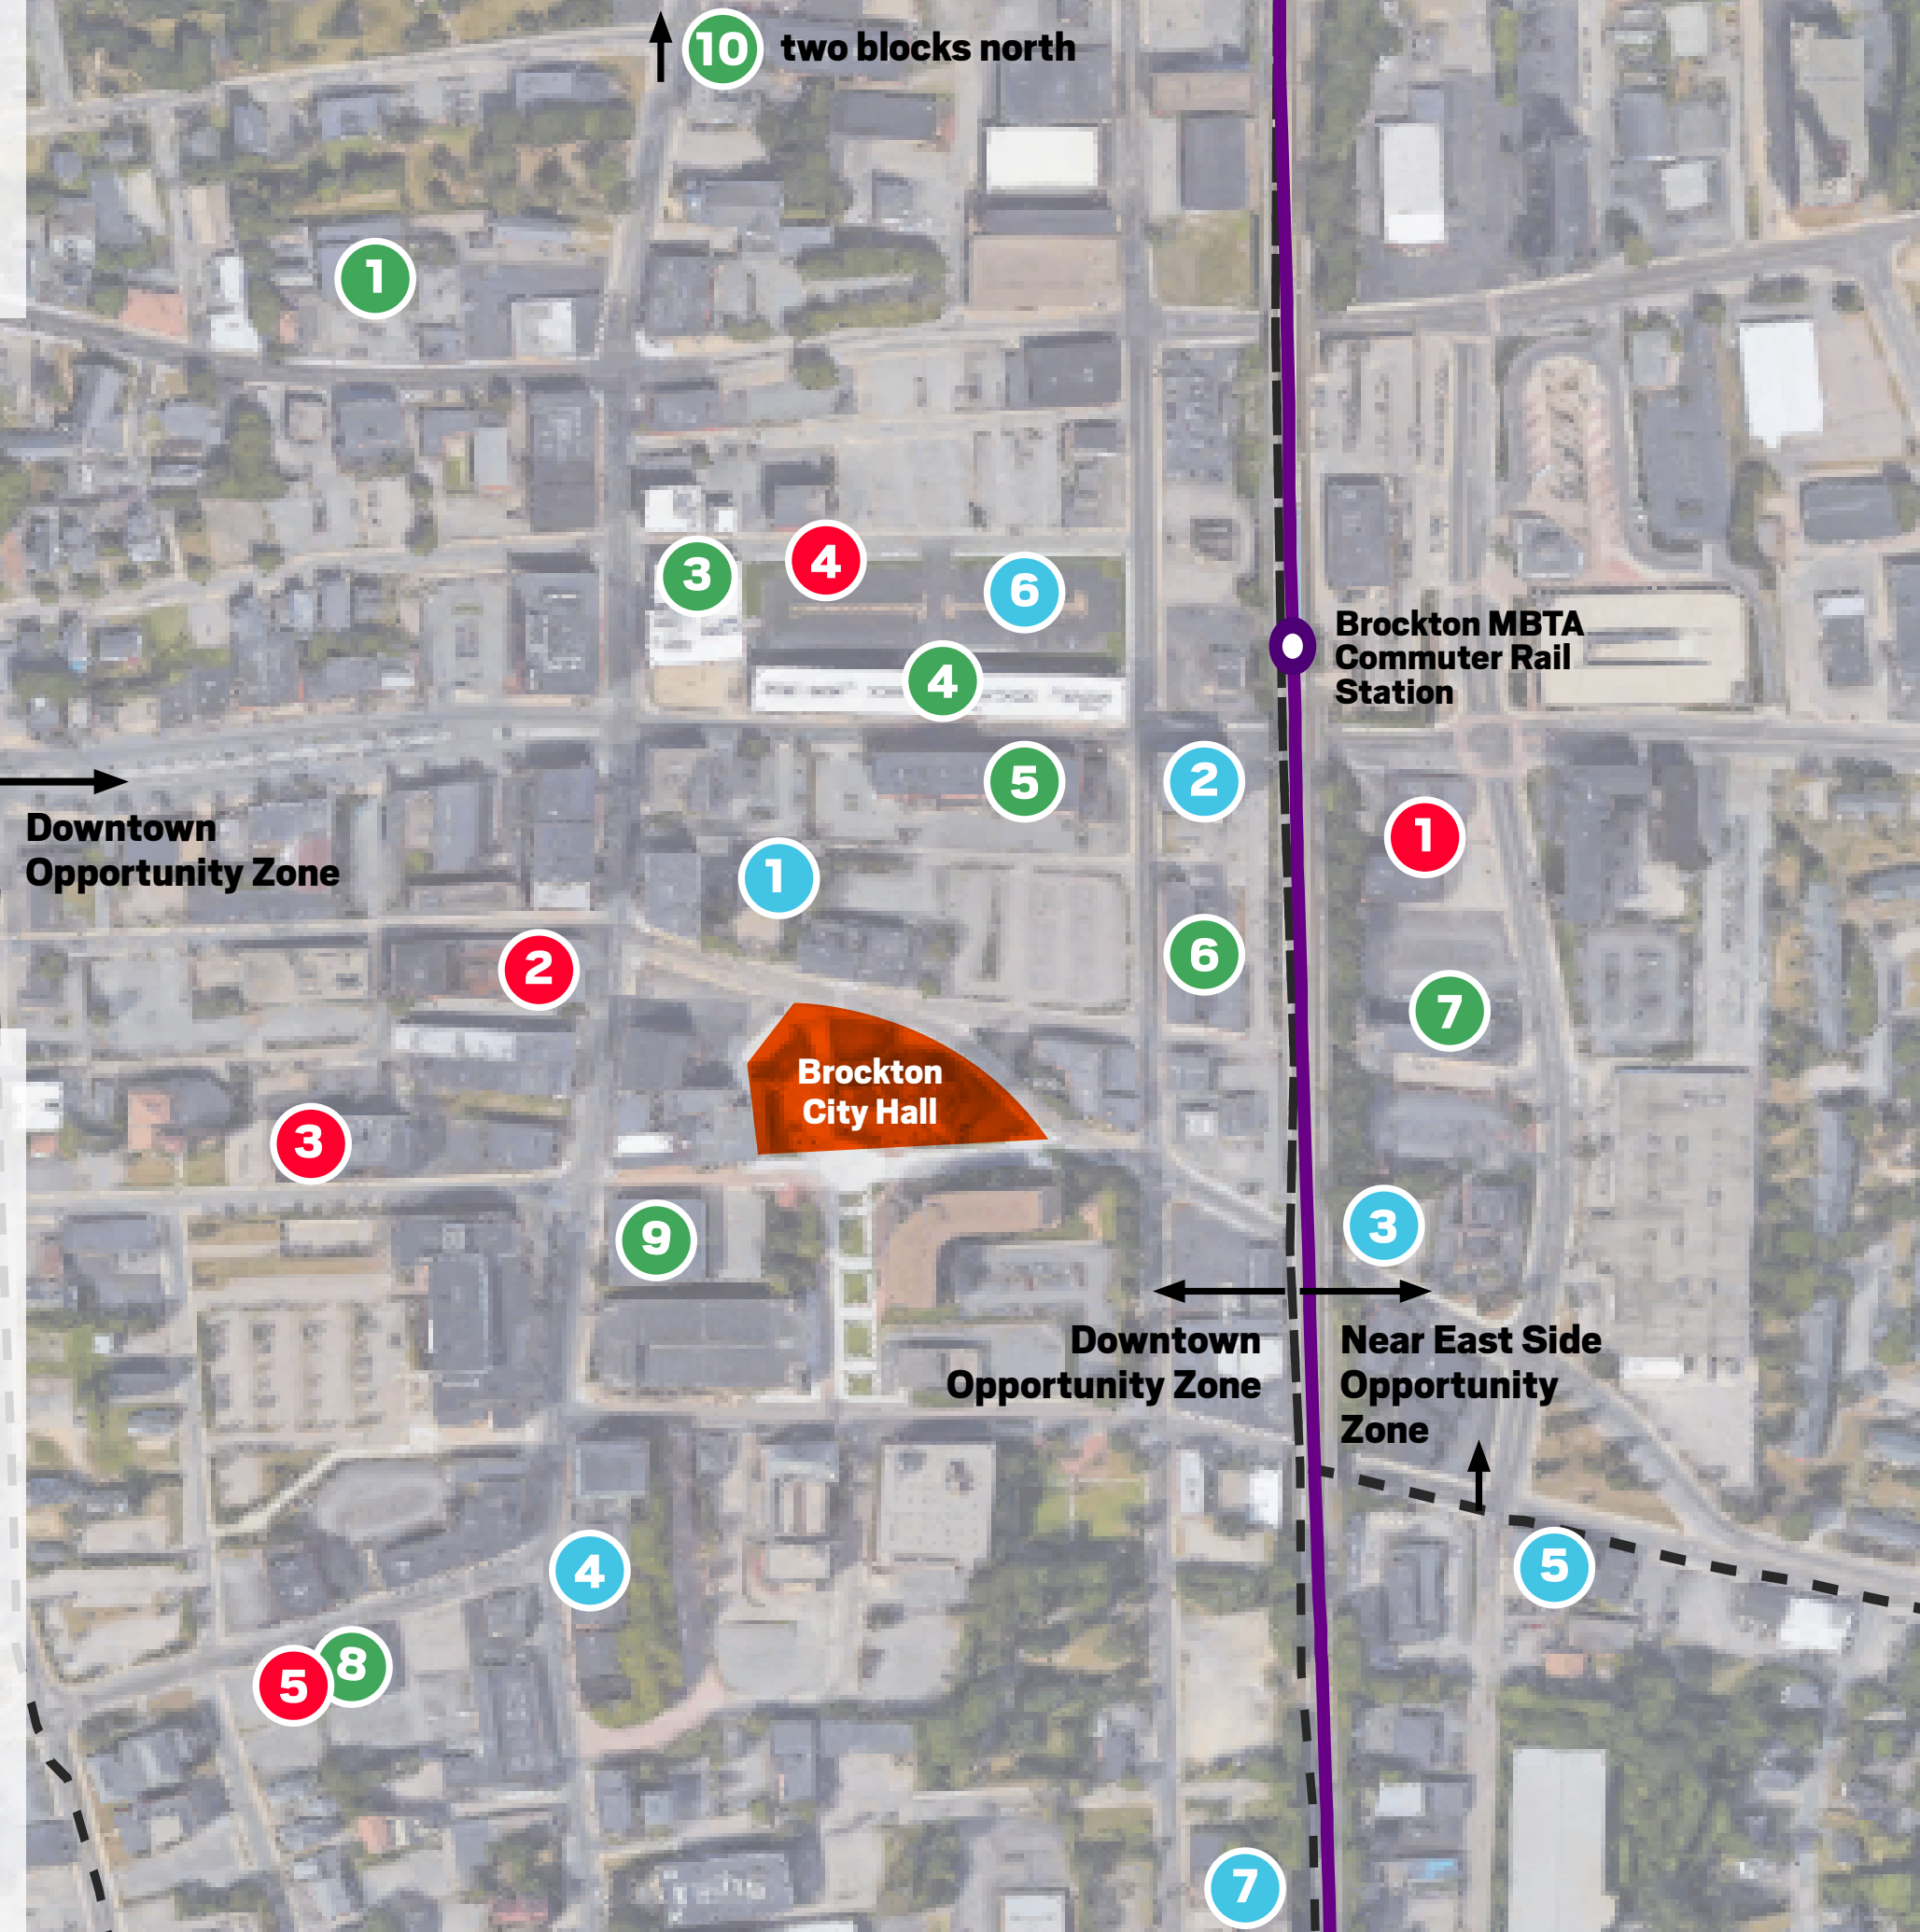 10 two blocks north
1
3
4
6
4
Brockton MBTA
Commuter Rail
Station
5
2
1
Downtown
Opportunity Zone
1
2
6
7
Brockton
City Hall
3
9
3
Downtown
Opportunity Zone
Near East Side
Opportunity
Zone
4
5
5
8
7